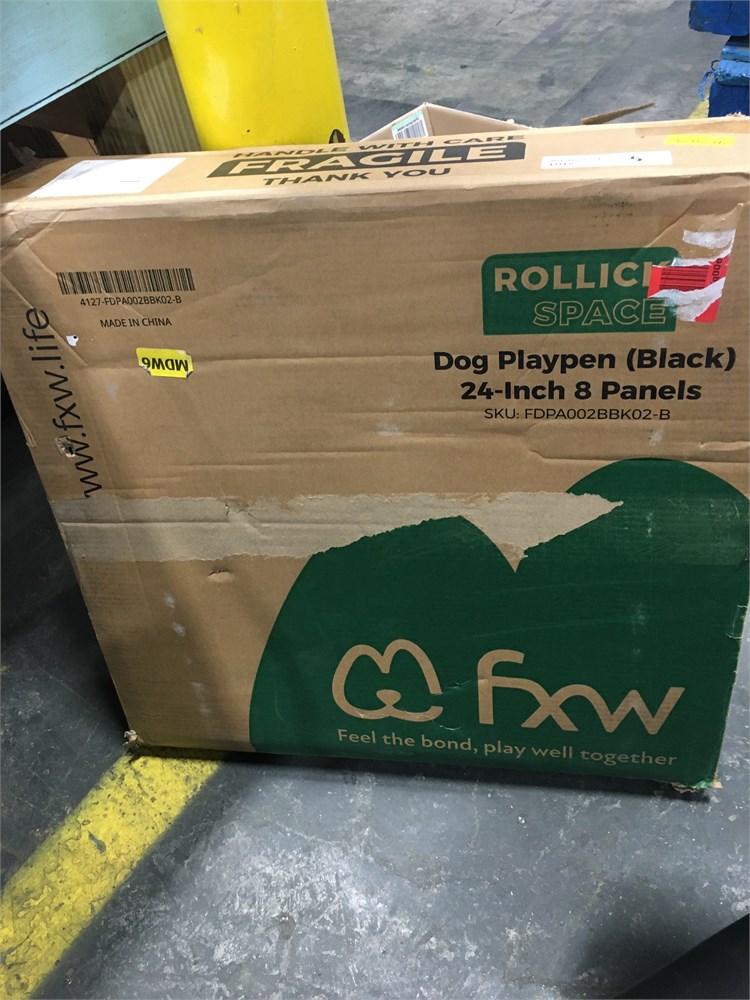 HANDLE WITH CARE
FRAGILE
THANK YOU
4127-FDPA002BBK02-B
MADE IN CHINA
MDW6
www.fxw.life
ROLLICK
SPACE
Dog Playpen (Black)
24-Inch 8 Panels
SKU: FDPA002BBK02-B
fxw
Feel the bond, play well together